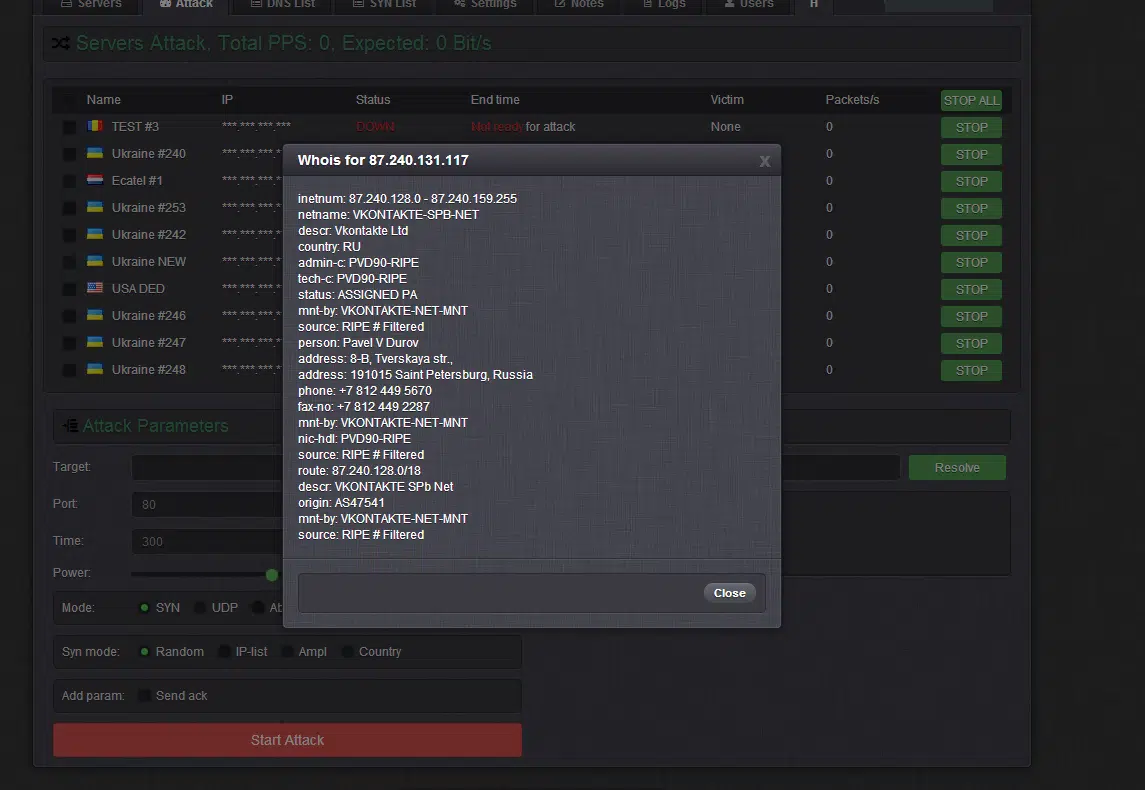 Servers Attack DNS List SYN List Settings Notes Logs Users H
Servers Attack, Total PPS: 0, Expected: 0 Bit/s
Name IP Status End time Victim Packets/s STOP ALL
TEST #3 ***.***.***.*** DOWN Not ready for attack None 0 STOP
Ukraine #240 ***.***.***.* 0 STOP
Ecatel #1 ***.***.***.* 0 STOP
Ukraine #253 ***.***.***.* 0 STOP
Ukraine #242 ***.***.***.* 0 STOP
Ukraine NEW ***.***.***.* 0 STOP
USA DED ***.***.***.* 0 STOP
Ukraine #246 ***.***.***.* 0 STOP
Ukraine #247 ***.***.***.* 0 STOP
Ukraine #248 ***.***.***.* 0 STOP
Whois for 87.240.131.117 X
inetnum: 87.240.128.0 - 87.240.159.255
netname: VKONTAKTE-SPB-NET
descr: Vkontakte Ltd
country: RU
admin-c: PVD90-RIPE
tech-c: PVD90-RIPE
status: ASSIGNED PA
mnt-by: VKONTAKTE-NET-MNT
source: RIPE # Filtered
person: Pavel V Durov
address: 8-B, Tverskaya str.,
address: 191015 Saint Petersburg, Russia
phone: +7 812 449 5670
fax-no: +7 812 449 2287
mnt-by: VKONTAKTE-NET-MNT
nic-hdl: PVD90-RIPE
source: RIPE # Filtered
route: 87.240.128.0/18
descr: VKONTAKTE SPb Net
origin: AS47541
mnt-by: VKONTAKTE-NET-MNT
source: RIPE # Filtered
Close
Attack Parameters
Target: Resolve
Port: 80
Time: 300
Power:
Mode: SYN UDP
Syn mode: Random IP-list Ampl Country
Add param: Send ack
Start Attack